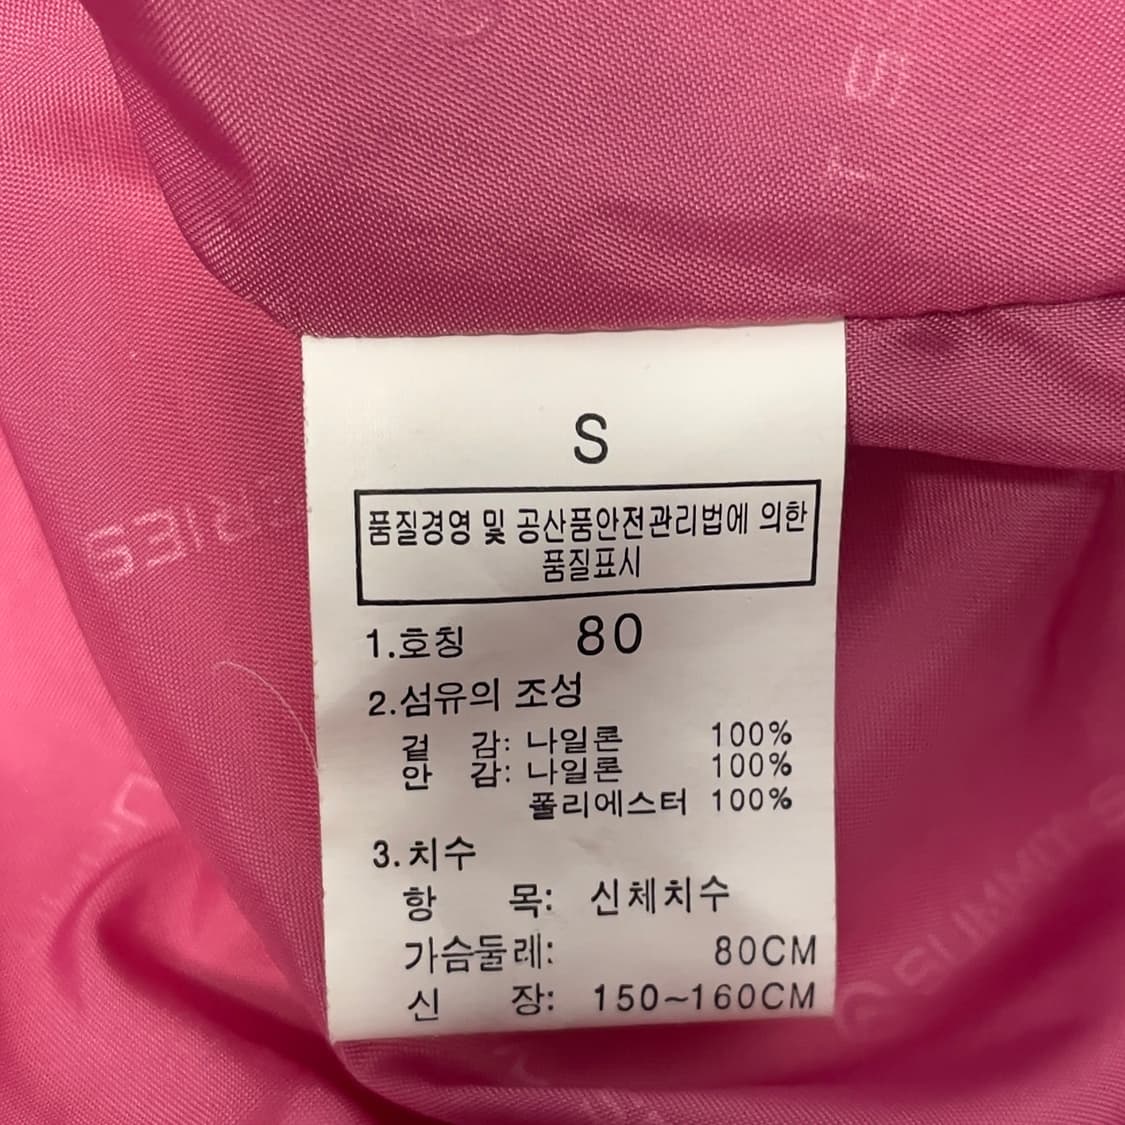 S
품질경영 및 공산품안전관리법에 의한
품질표시
1.호칭 80
2.섬유의 조성
겉 감: 나일론 100%
안 감: 나일론 100%
폴리에스터 100%
3.치수
항 목: 신체치수
가슴둘레: 80CM
신 장: 150~160CM
SERIES
SUMMIT